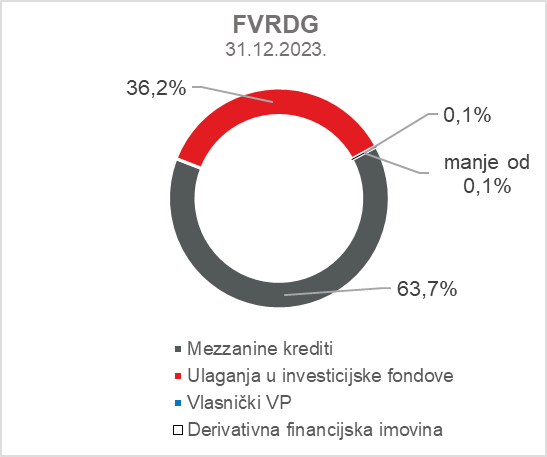 FVRDG
31.12.2023.
36,2%
0,1%
manje od
0,1%
63,7%
Mezzanine krediti
Ulaganja u investicijske fondove
Vlasnički VP
Derivativna financijska imovina